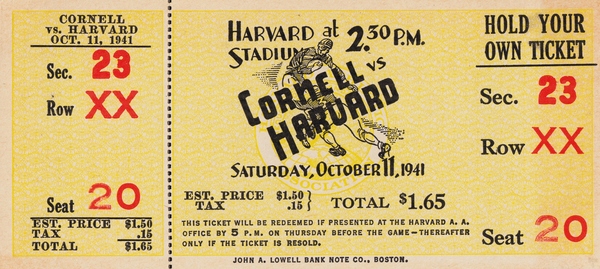 CORNELL
vs. HARVARD
OCT. 11, 1941
Sec. 23
Row XX
Seat 20
EST. PRICE $1.50
TAX .15
TOTAL $1.65
HARVARD at 2.30 P.M.
STADIUM
CORNELL vs
HARVARD
SATURDAY, OCTOBER 11, 1941
EST. PRICE $1.50
TAX .15 } TOTAL $1.65
THIS TICKET WILL BE REDEEMED IF PRESENTED AT THE HARVARD A. A.
OFFICE BY 5 P. M. ON THURSDAY BEFORE THE GAME—THEREAFTER
ONLY IF THE TICKET IS RESOLD.
JOHN A. LOWELL BANK NOTE CO., BOSTON.
HOLD YOUR
OWN TICKET
Sec. 23
Row XX
Seat 20